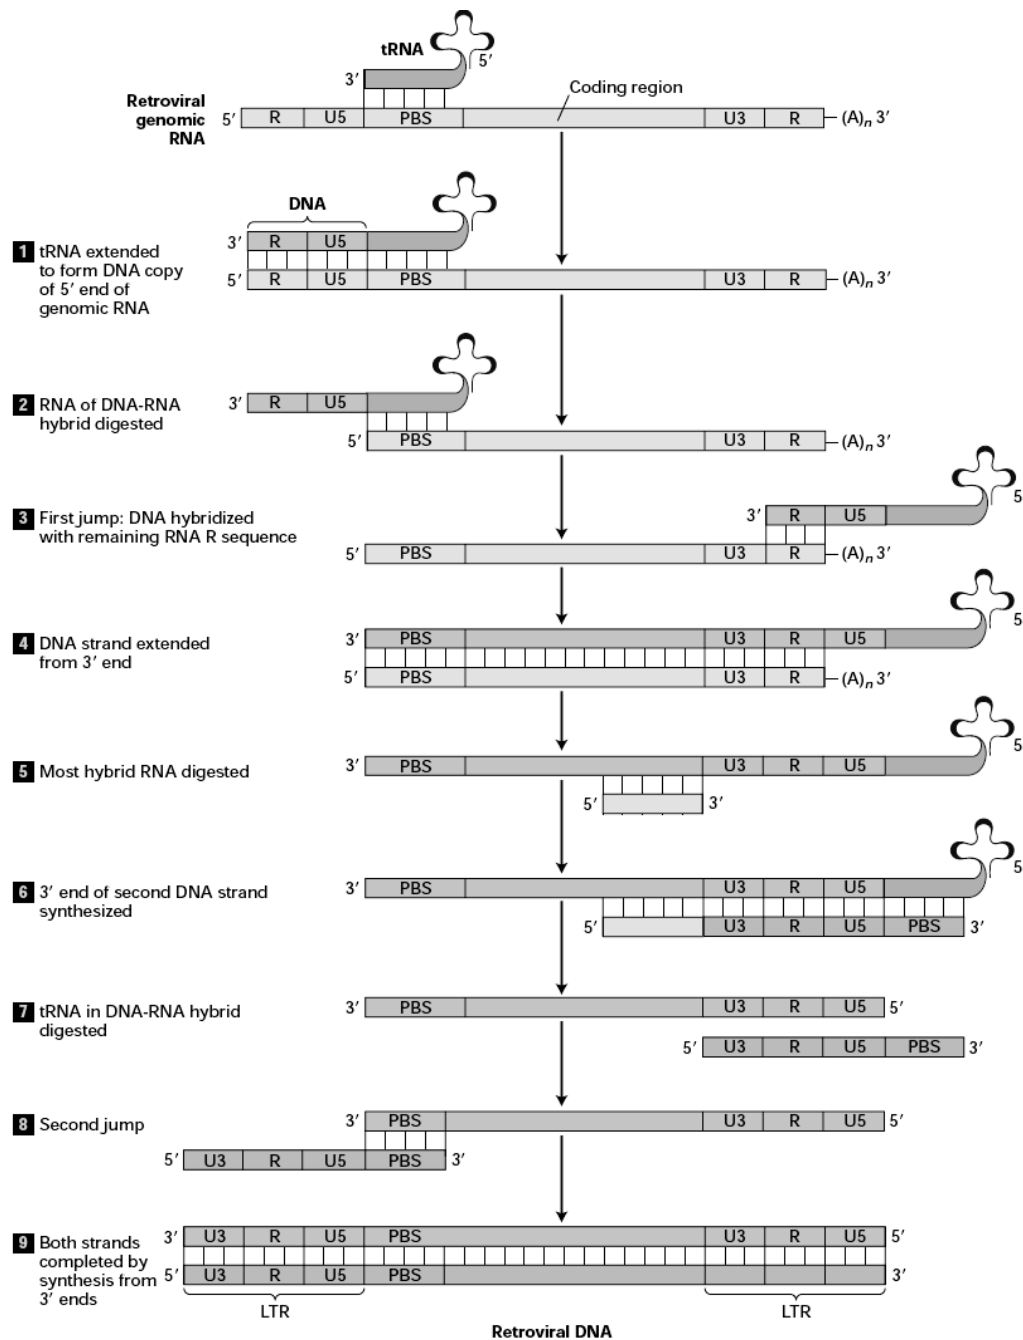 tRNA
5′
3′
Coding region
Retroviral
genomic
RNA
5′ R U5 PBS U3 R (A)n 3′
DNA
3′ R U5
1 tRNA extended
to form DNA copy
of 5′ end of
genomic RNA
5′ R U5 PBS U3 R (A)n 3′
3′ R U5
2 RNA of DNA-RNA
hybrid digested
5′ PBS U3 R (A)n 3′
5
3′ R U5
3 First jump: DNA hybridized
with remaining RNA R sequence
5′ PBS U3 R (A)n 3′
5
3′ PBS U3 R U5
4 DNA strand extended
from 3′ end
5′ PBS U3 R (A)n 3′
5
3′ PBS U3 R U5
5 Most hybrid RNA digested
5′ 3′
5
3′ PBS U3 R U5
6 3′ end of second DNA strand
synthesized
5′ U3 R U5 PBS 3′
3′ PBS U3 R U5 5′
7 tRNA in DNA-RNA hybrid
digested
5′ U3 R U5 PBS 3′
3′ PBS U3 R U5 5′
8 Second jump
5′ U3 R U5 PBS 3′
3′ U3 R U5 PBS U3 R U5 5′
9 Both strands
completed by
synthesis from
3′ ends
5′ U3 R U5 PBS 3′
LTR LTR
Retroviral DNA